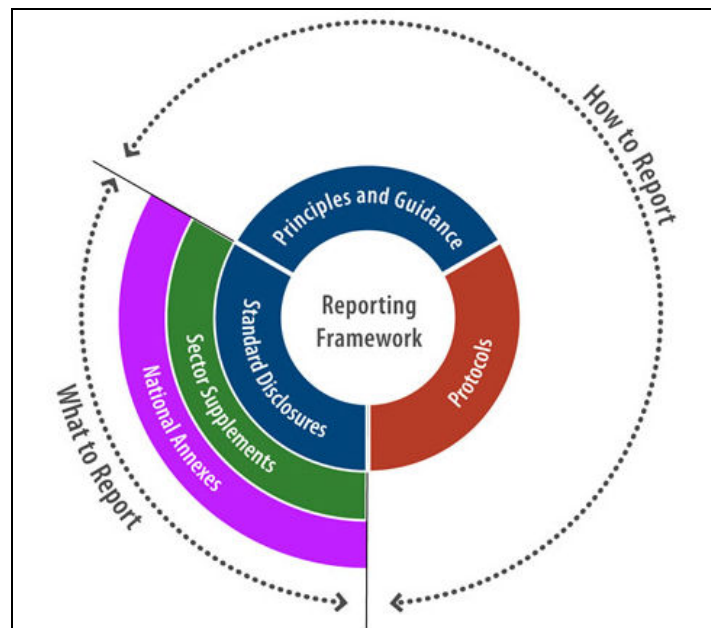 How to Report
Principles and Guidance
Reporting
Framework
Protocols
Standard Disclosures
Sector Supplements
National Annexes
What to Report